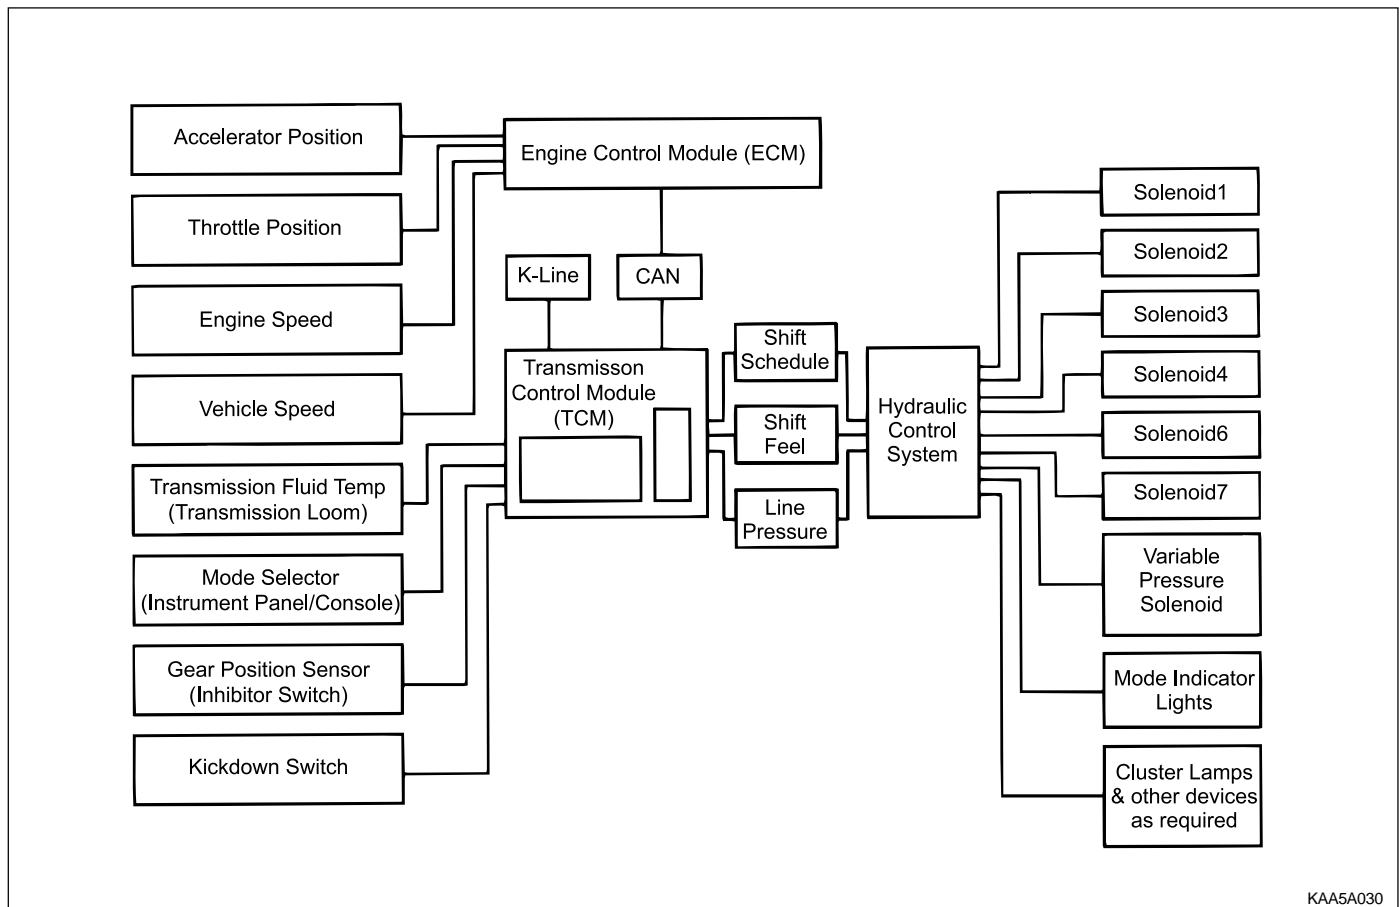 Accelerator Position
Throttle Position
Engine Speed
Vehicle Speed
Transmission Fluid Temp
(Transmission Loom)
Mode Selector
(Instrument Panel/Console)
Gear Position Sensor
(Inhibitor Switch)
Kickdown Switch
Engine Control Module (ECM)
K-Line
CAN
Transmisson
Control Module
(TCM)
Shift
Schedule
Shift
Feel
Line
Pressure
Hydraulic
Control
System
Solenoid1
Solenoid2
Solenoid3
Solenoid4
Solenoid6
Solenoid7
Variable
Pressure
Solenoid
Mode Indicator
Lights
Cluster Lamps
& other devices
as required
KAA5A030